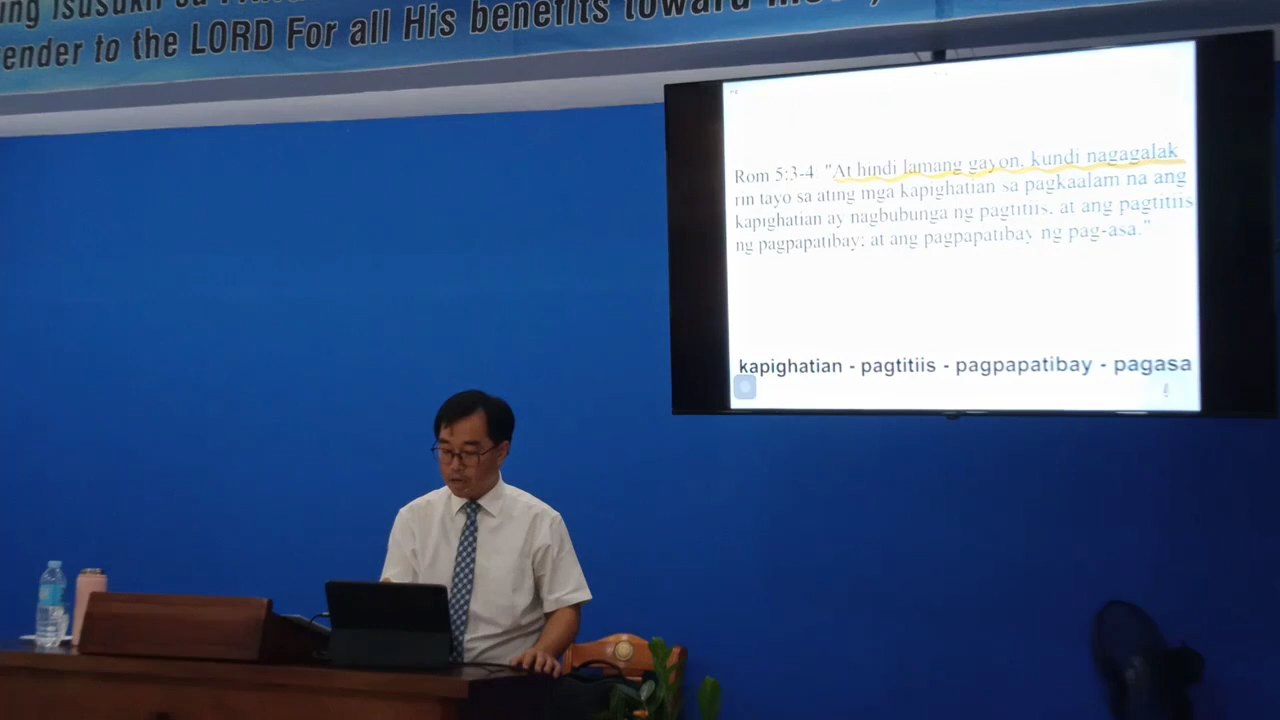 ender to the LORD For all His benefits toward
Rom 5:3-4 "At hindi lamang gayon, kundi nagagalak
rin tayo sa ating mga kapighatian sa pagkaalam na ang
kapighatian ay nagbubunga ng pagtitiis, at ang pagtitiis
ng pagpapatibay; at ang pagpapatibay ng pag-asa."
kapighatian - pagtitiis - pagpapatibay - pagasa